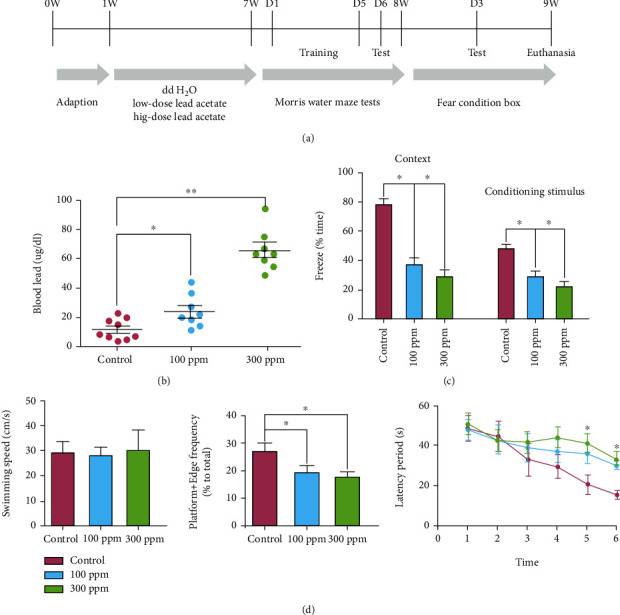 0W 1W 7W D1 D5 D6 8W D3 9W
Training Test Test Euthanasia
Adaption
dd H₂O
low-dose lead acetate
hig-dose lead acetate
Morris water maze tests
Fear condition box
(a)
Blood lead (ug/dl)
100
80
60
40
20
0
**
*
Control 100 ppm 300 ppm
(b)
Freeze (% time)
100
80
60
40
20
0
Context
* *
Conditioning stimulus
* *
Control 100 ppm 300 ppm Control 100 ppm 300 ppm
(c)
Swimming speed (cm/s)
50
40
30
20
10
0
Control 100 ppm 300 ppm
Platform+Edge frequency
(% to total)
40
30
20
10
0
*
*
Control 100 ppm 300 ppm
Latency period (s)
60
40
20
0
* *
0 1 2 3 4 5 6
Time
Control
100 ppm
300 ppm
(d)